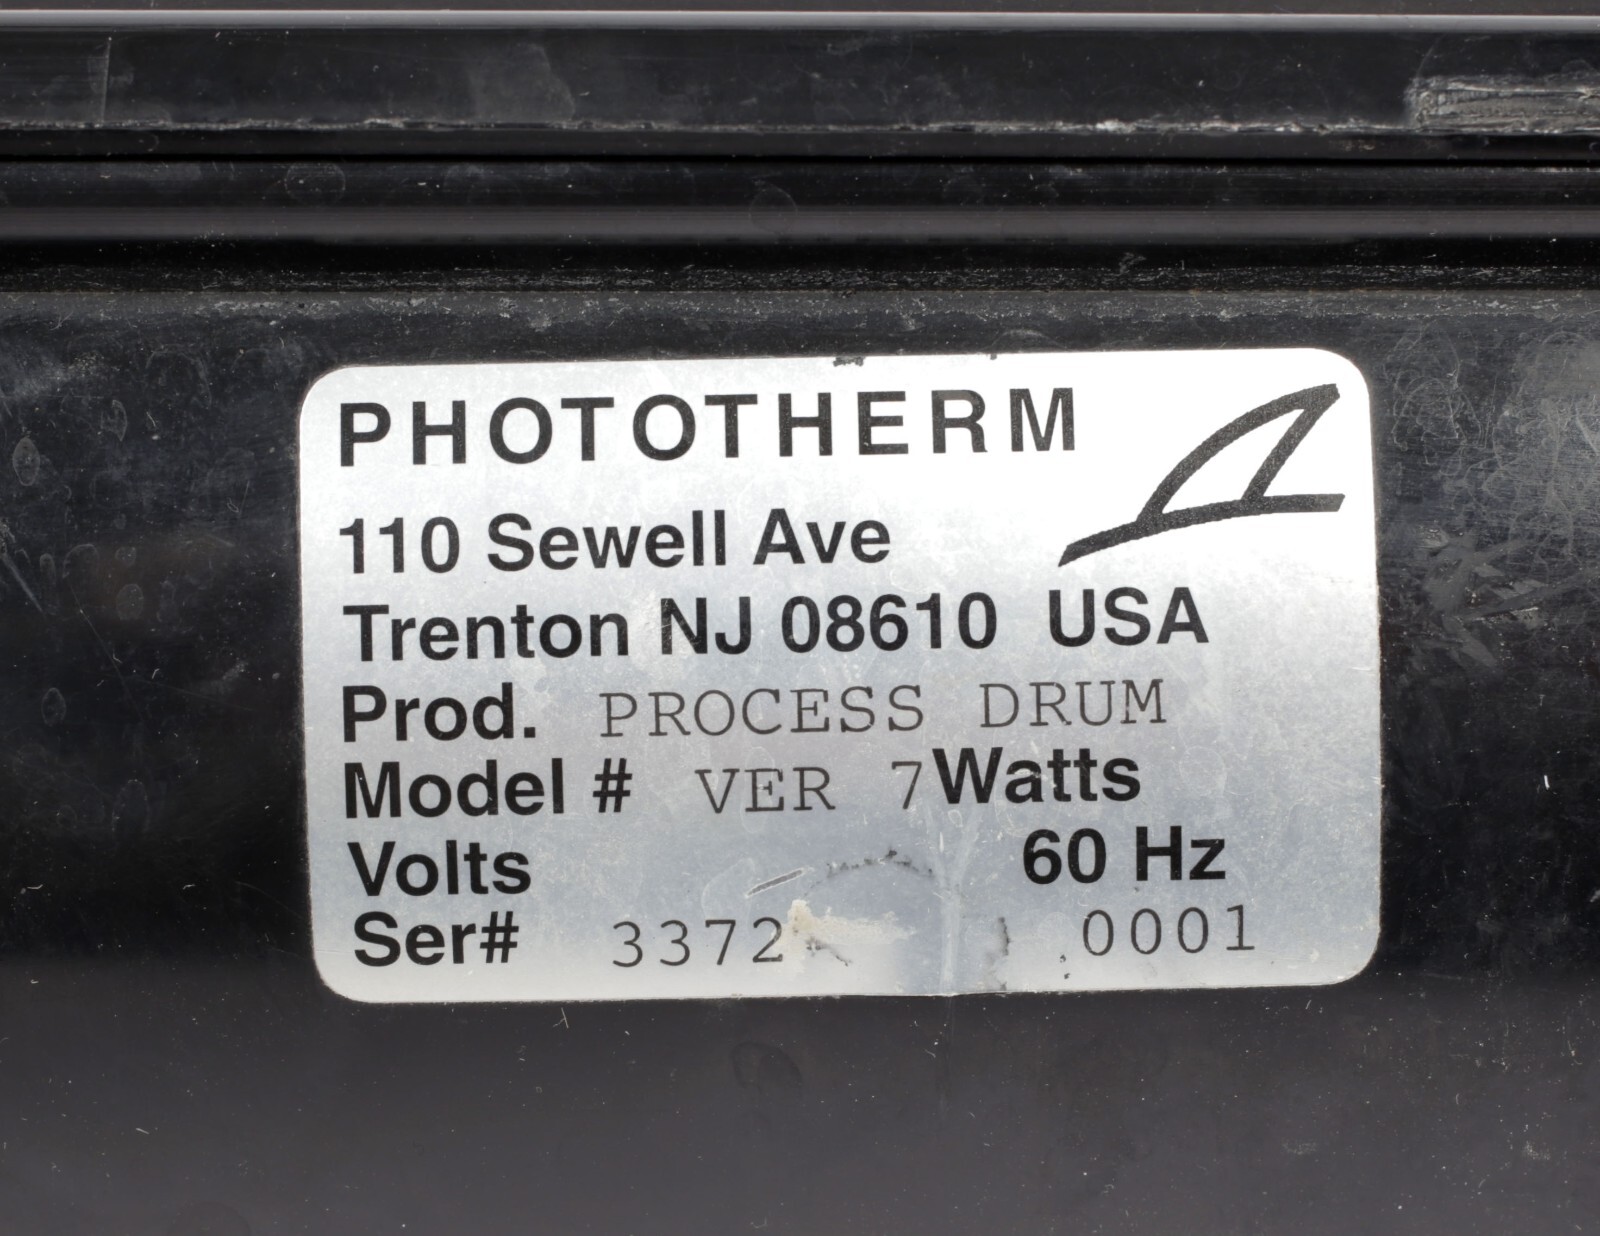 PHOTOTHERM
110 Sewell Ave
Trenton NJ 08610 USA
Prod. PROCESS DRUM
Model # VER 7 Watts
Volts 60 Hz
Ser# 3372 0001